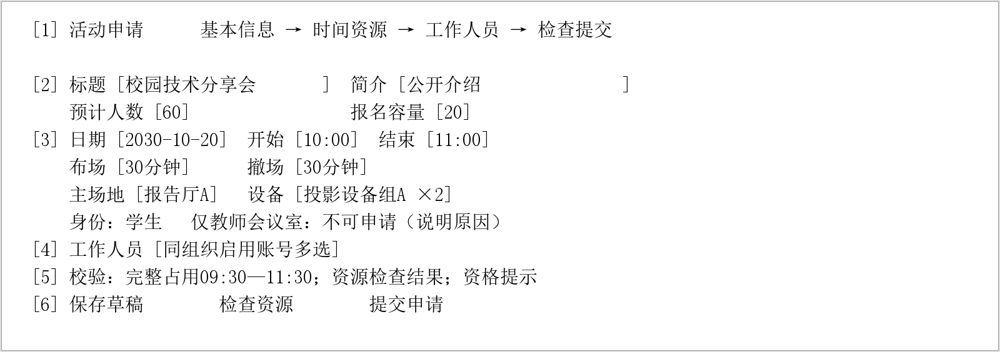 [1] 活动申请      基本信息 → 时间资源 → 工作人员 → 检查提交
[2] 标题 [校园技术分享会       ]  简介 [公开介绍               ]
预计人数 [60]                 报名容量 [20]
[3] 日期 [2030-10-20]  开始 [10:00]  结束 [11:00]
布场 [30分钟]      撤场 [30分钟]
主场地 [报告厅A]   设备 [投影设备组A ×2]
身份：学生   仅教师会议室：不可申请（说明原因）
[4] 工作人员 [同组织启用账号多选]
[5] 校验：完整占用09:30—11:30；资源检查结果；资格提示
[6] 保存草稿        检查资源        提交申请